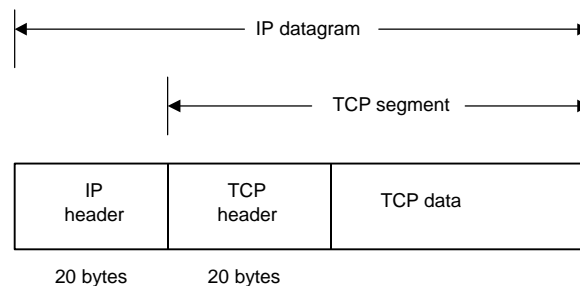 IP datagram
TCP segment
IP
header
TCP
header
TCP data
20 bytes
20 bytes